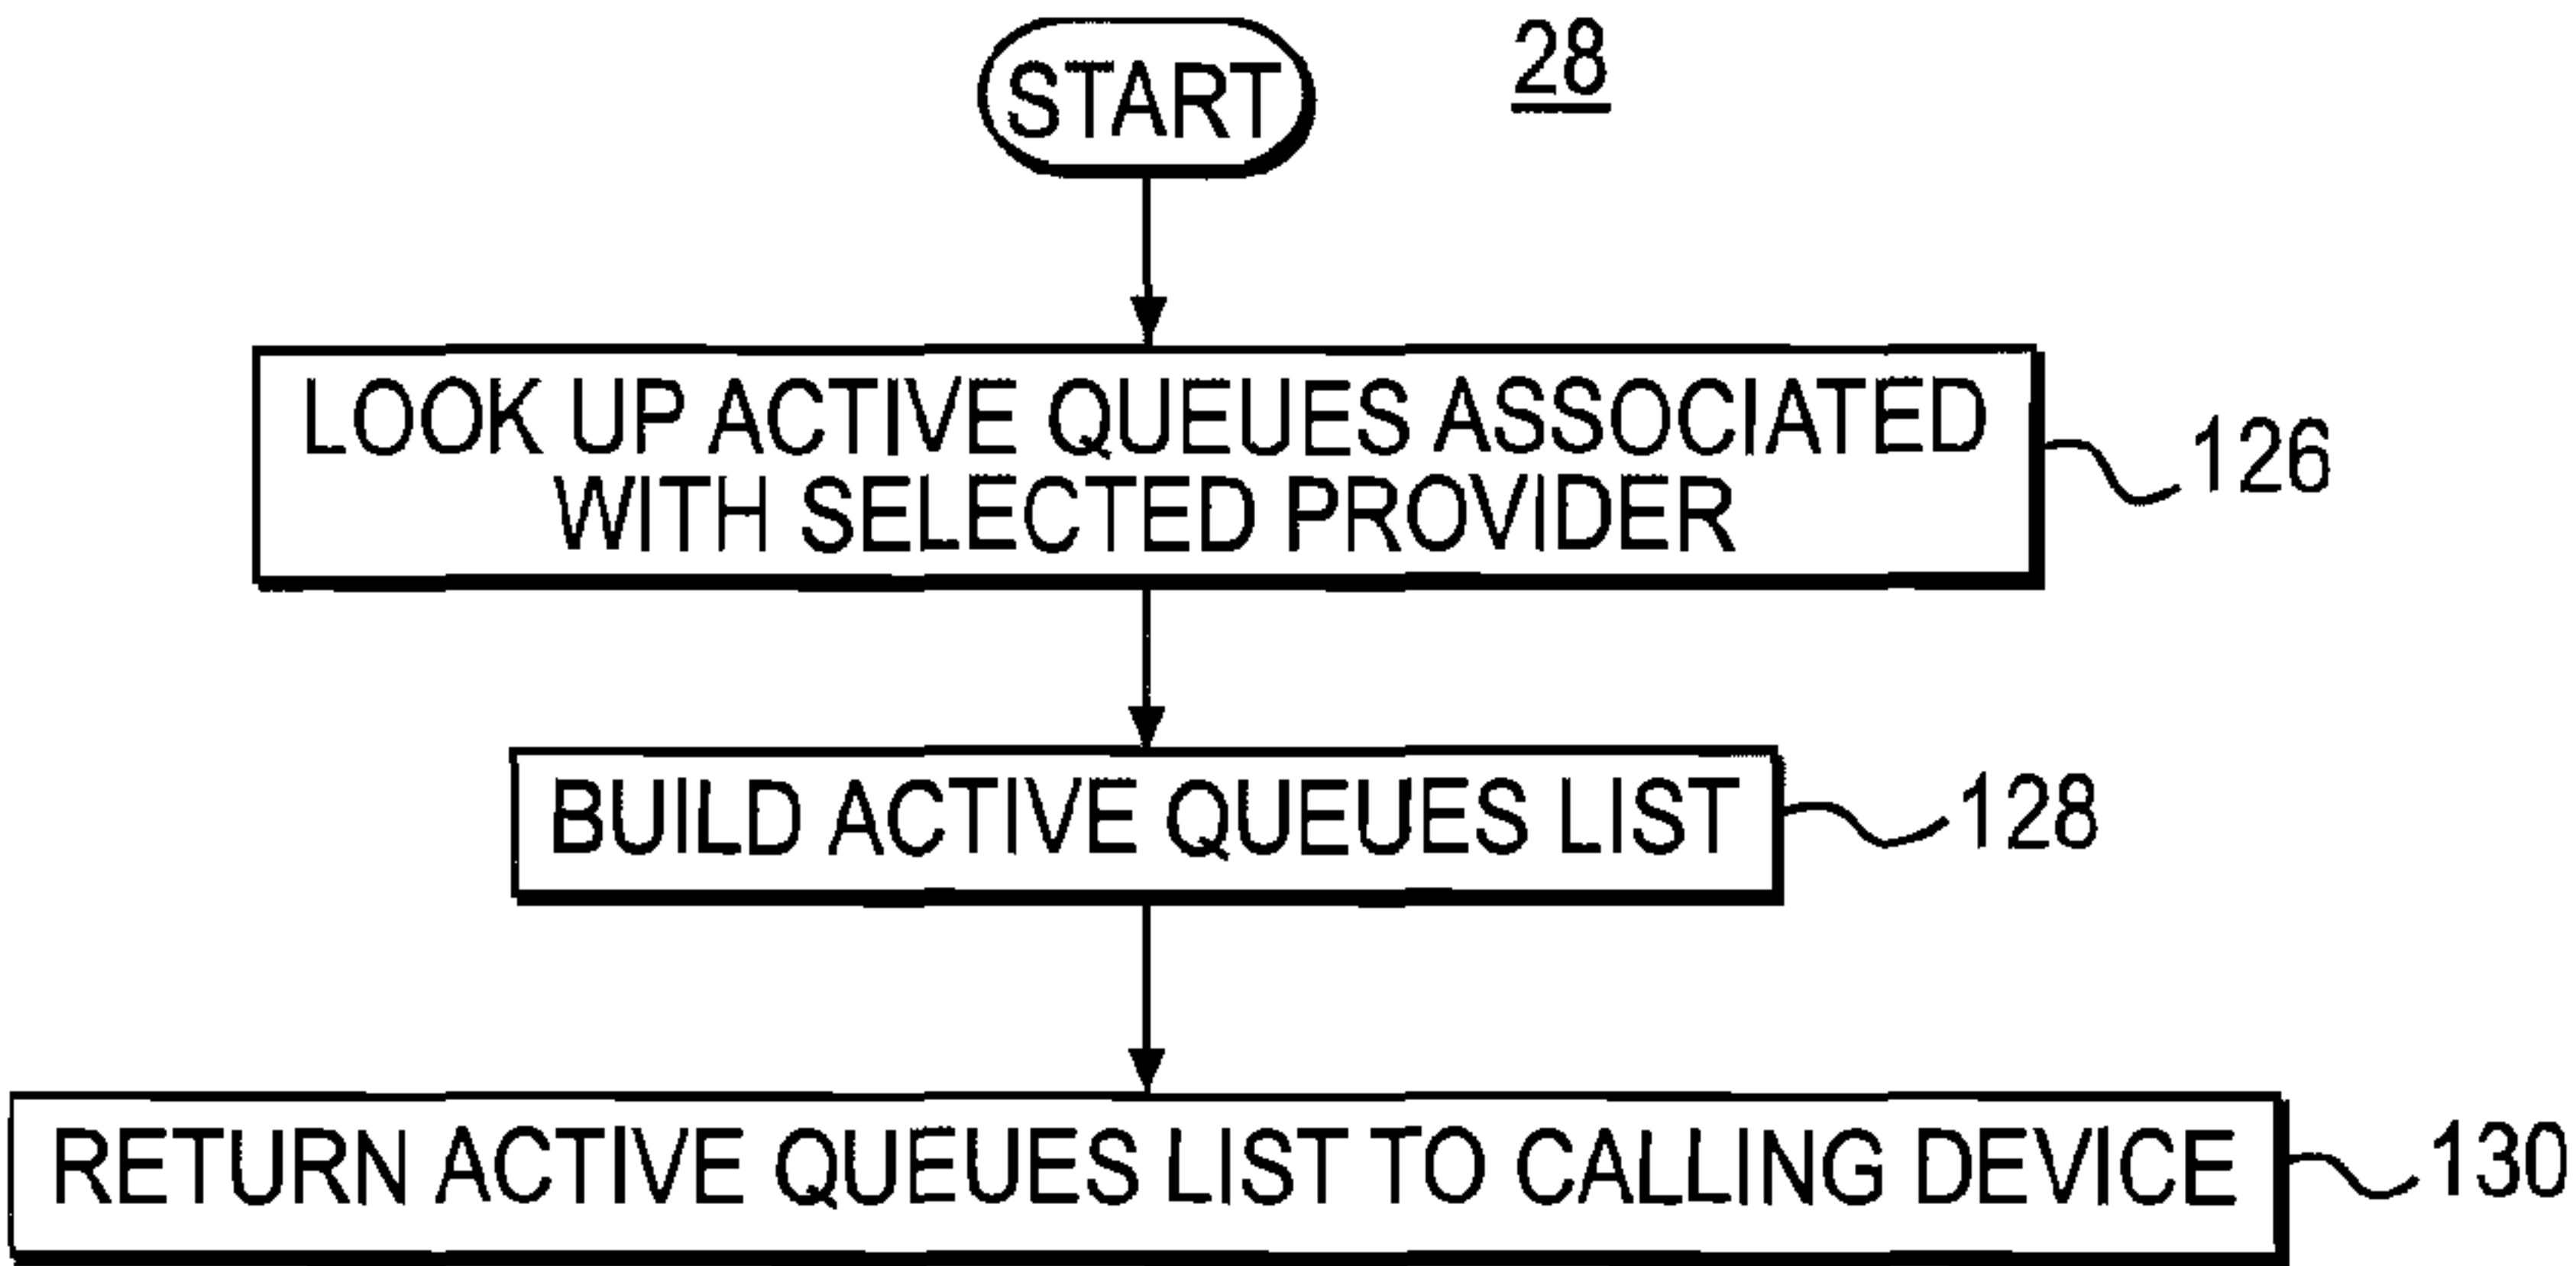 START
28
LOOK UP ACTIVE QUEUES ASSOCIATED
WITH SELECTED PROVIDER
126
BUILD ACTIVE QUEUES LIST
128
RETURN ACTIVE QUEUES LIST TO CALLING DEVICE
130